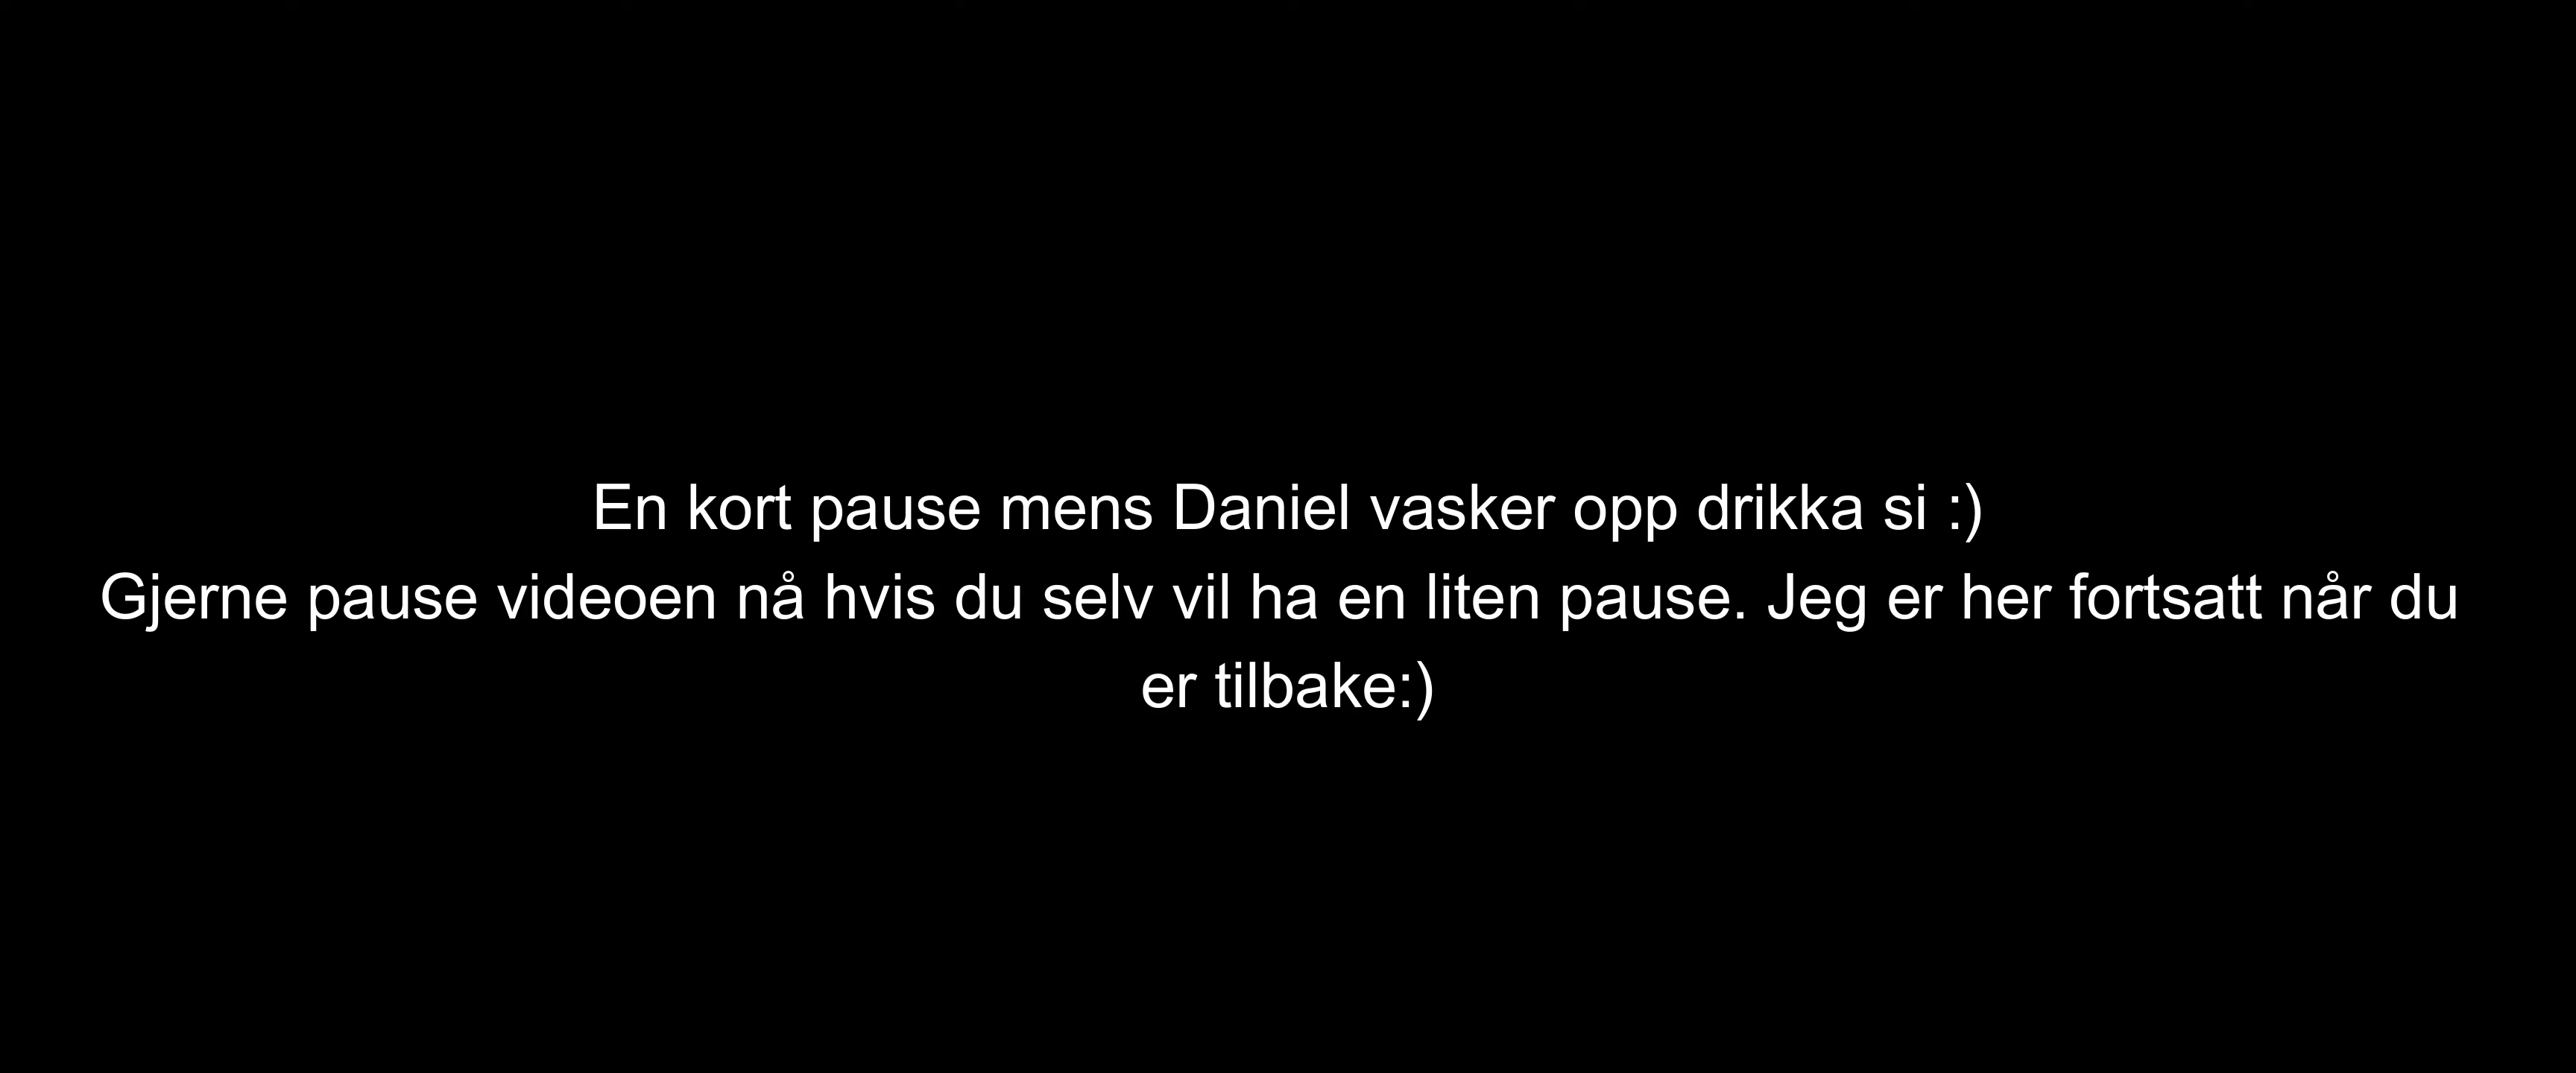 En kort pause mens Daniel vasker opp drikka si :)
Gjerne pause videoen nå hvis du selv vil ha en liten pause. Jeg er her fortsatt når du
er tilbake:)